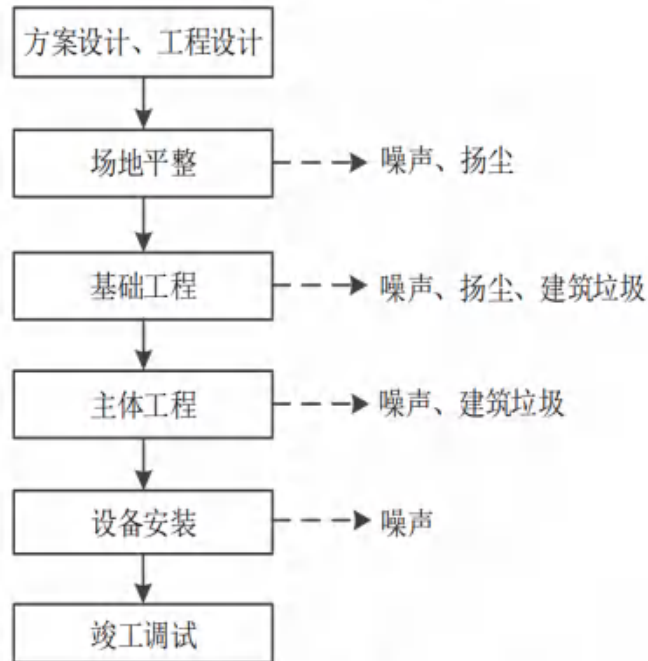 方案设计、工程设计
场地平整
噪声、扬尘
基础工程
噪声、扬尘、建筑垃圾
主体工程
噪声、建筑垃圾
设备安装
噪声
竣工调试